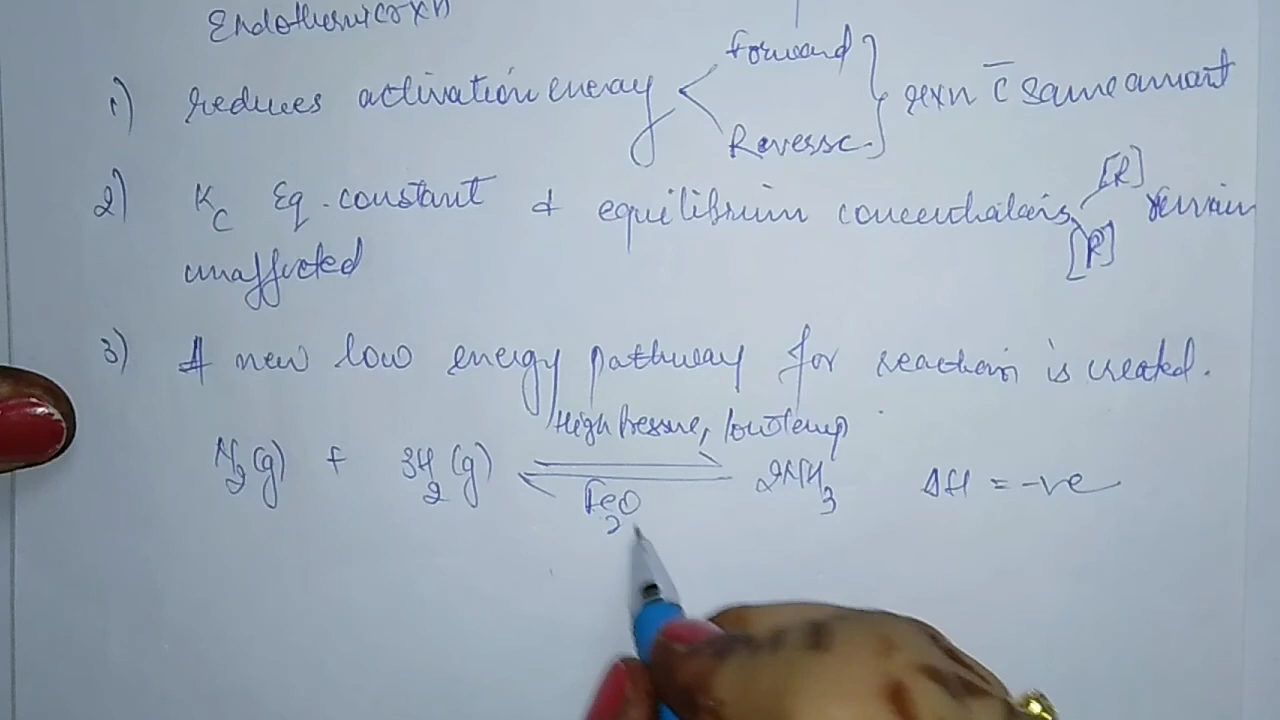 Endothermic rxn
forward
1) reduces activation energy < } rxn c̄ same amount
Reverse.
[R]
2) Kc Eq. constant & equilibrium concentrations remain
[P]
unaffected
3) A new low energy pathway for reaction is created.
High Pressure, low temp
N2(g) + 3H2(g) ⇌ 2NH3 ΔH = -ve
Fe2O